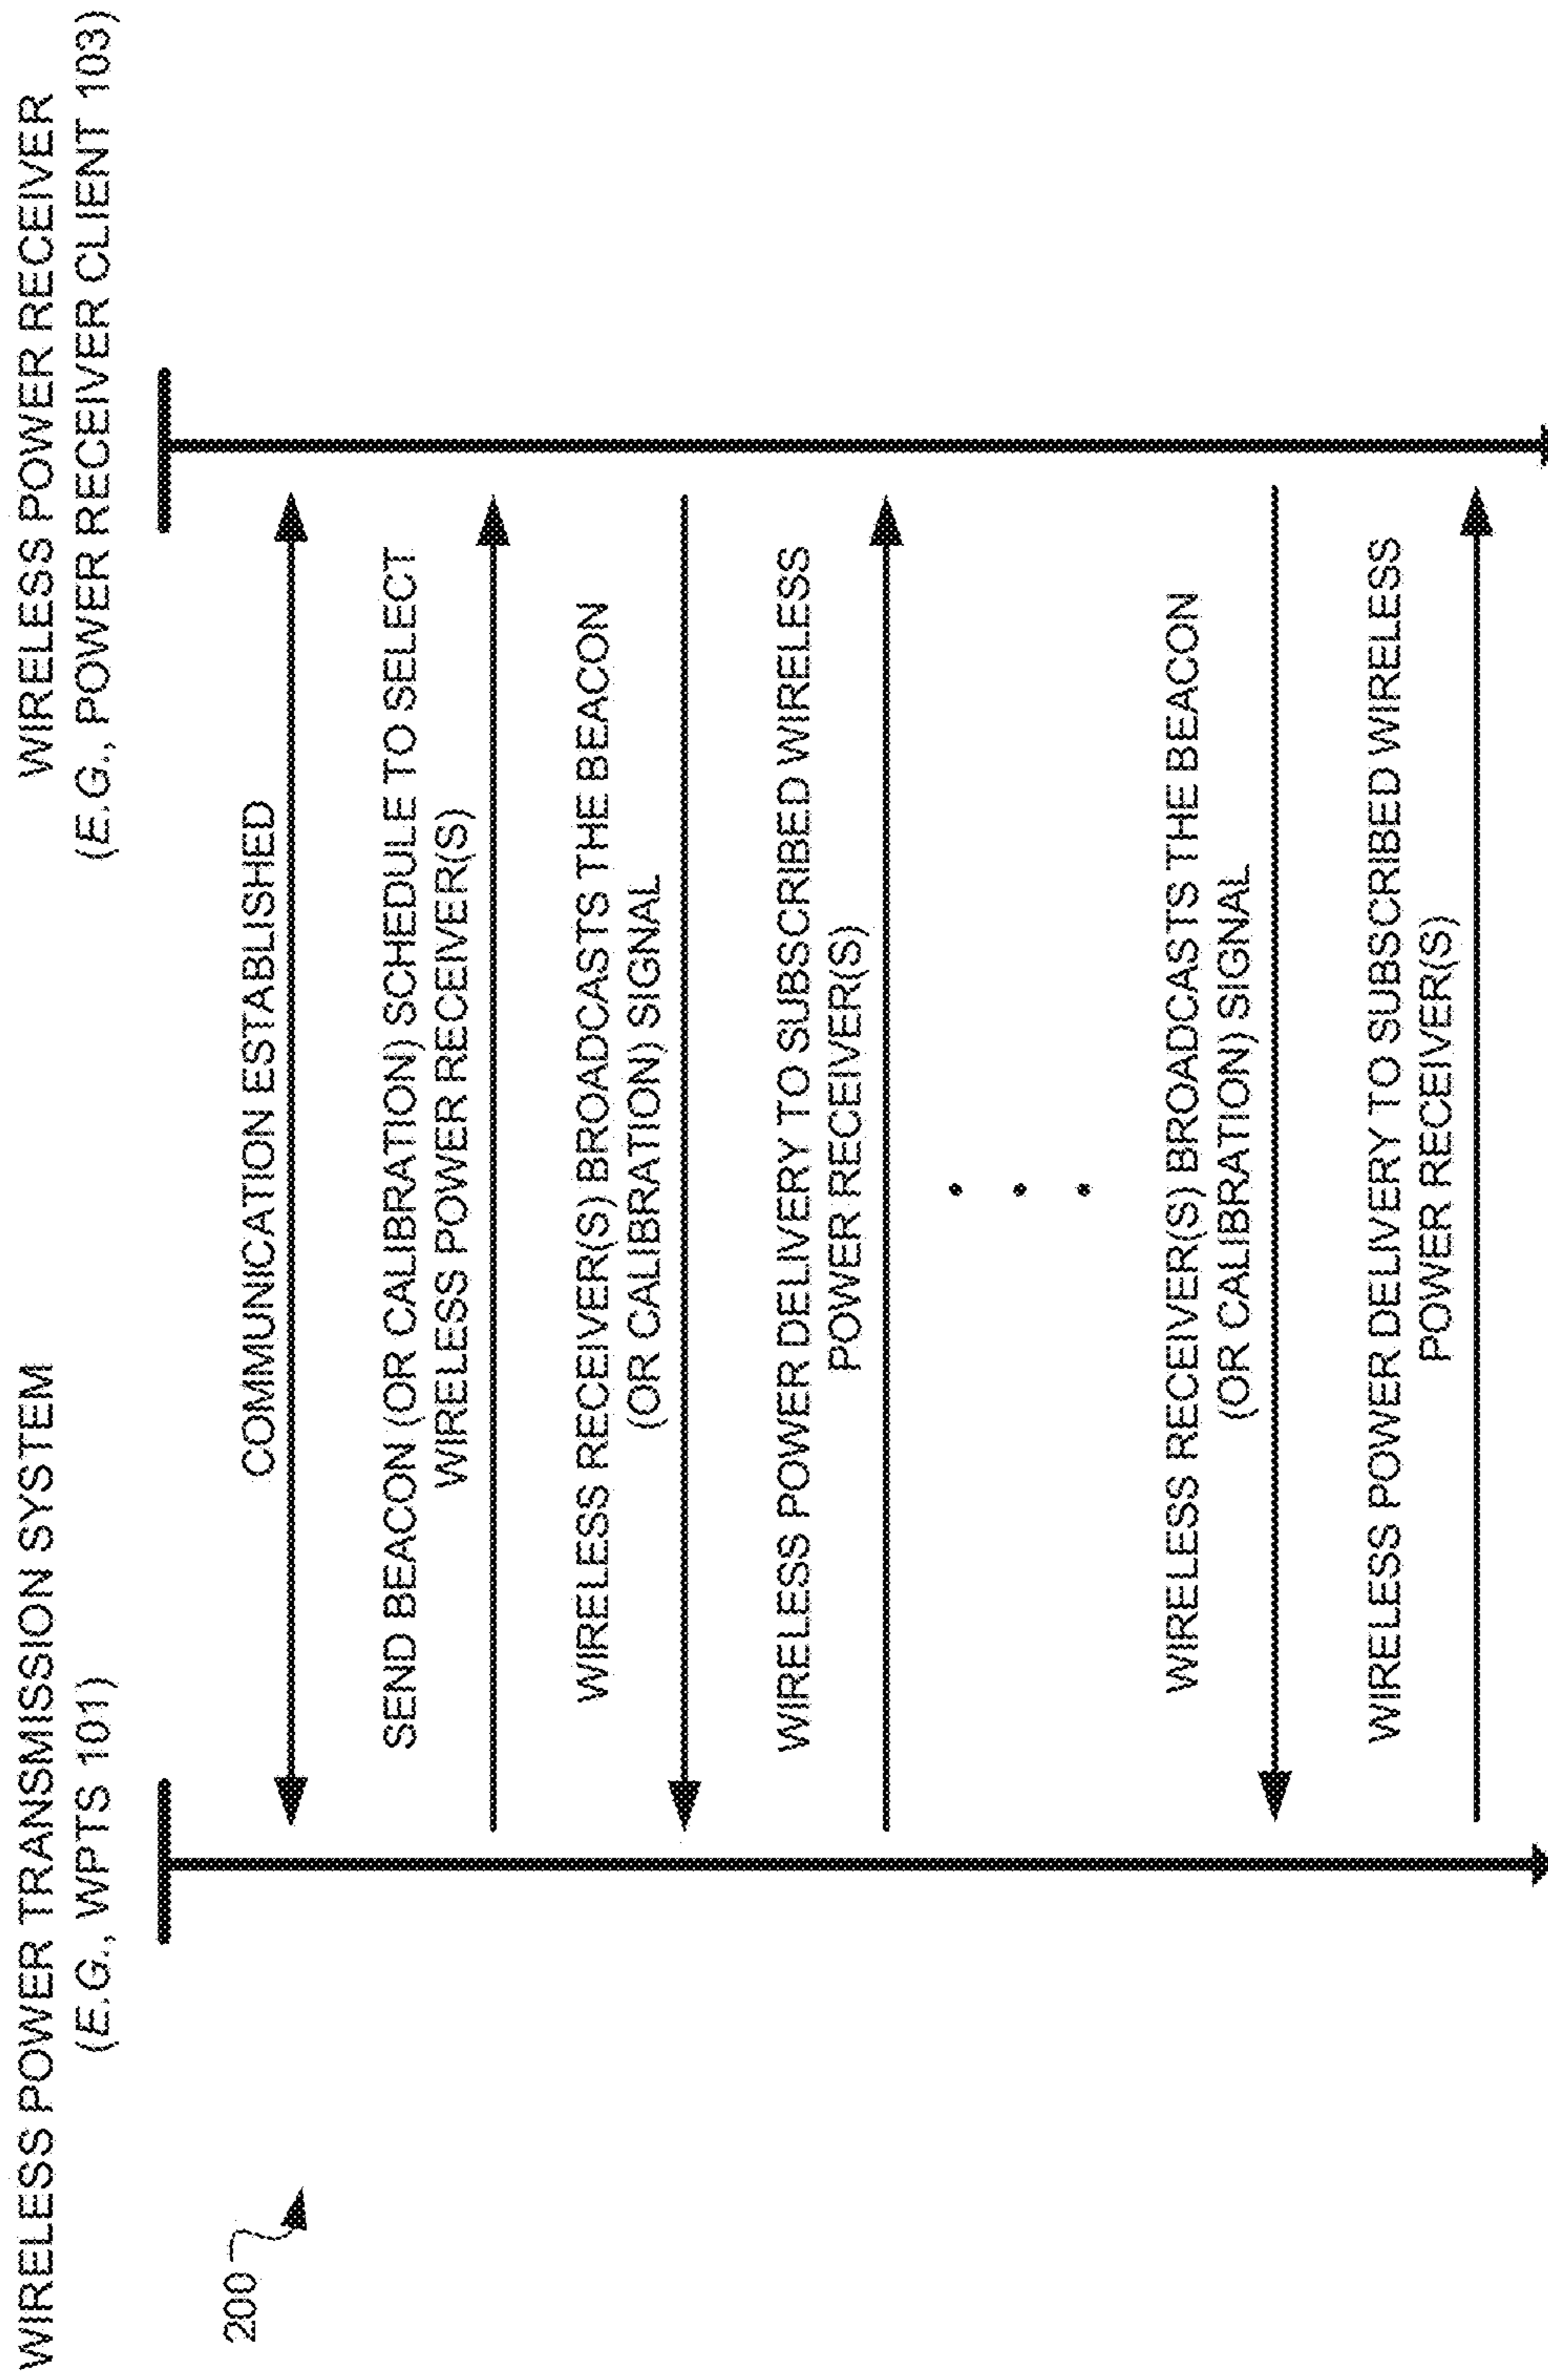 WIRELESS POWER TRANSMISSION SYSTEM
(E.G., WPTS 101)
WIRELESS POWER RECEIVER
(E.G., POWER RECEIVER CLIENT 103)
200
COMMUNICATION ESTABLISHED
SEND BEACON (OR CALIBRATION) SCHEDULE TO SELECT
WIRELESS POWER RECEIVER(S)
WIRELESS RECEIVER(S) BROADCASTS THE BEACON
(OR CALIBRATION) SIGNAL
WIRELESS POWER DELIVERY TO SUBSCRIBED WIRELESS
POWER RECEIVER(S)
WIRELESS RECEIVER(S) BROADCASTS THE BEACON
(OR CALIBRATION) SIGNAL
WIRELESS POWER DELIVERY TO SUBSCRIBED WIRELESS
POWER RECEIVER(S)